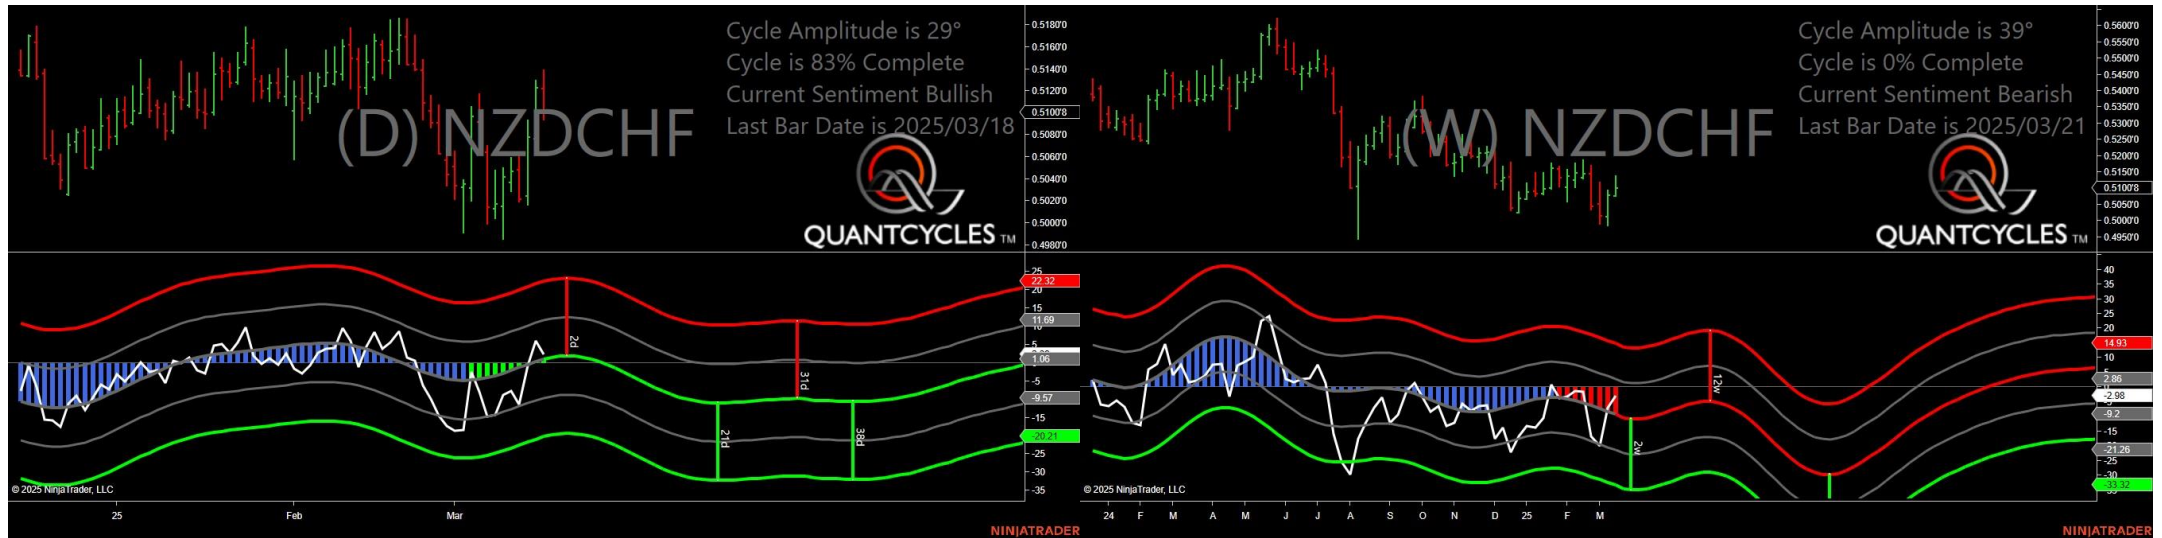 Cycle Amplitude is 29°
Cycle is 83% Complete
Current Sentiment Bullish
Last Bar Date is 2025/03/18
(D) NZDCHF
QUANTCYCLES TM
0.5180'0
0.5160'0
0.5140'0
0.5120'0
0.5100'8
0.5080'0
0.5060'0
0.5040'0
0.5020'0
0.5000'0
0.4980'0
25
22.32
20
15
11.69
10
5
1.06
-5
-9.57
-15
-20.21
-25
-30
-35
2d
31d
21d
38d
© 2025 NinjaTrader, LLC
25
Feb
Mar
NINJATRADER
Cycle Amplitude is 39°
Cycle is 0% Complete
Current Sentiment Bearish
Last Bar Date is 2025/03/21
(W) NZDCHF
QUANTCYCLES TM
0.5600'0
0.5550'0
0.5500'0
0.5450'0
0.5400'0
0.5350'0
0.5300'0
0.5250'0
0.5200'0
0.5150'0
0.5100'8
0.5050'0
0.5000'0
0.4950'0
40
35
30
25
20
14.93
10
2.86
-2.98
-9.2
-15
-21.26
-25
-30
-33.32
12w
2w
© 2025 NinjaTrader, LLC
24 F M A M J J A S O N D 25 F M
NINJATRADER